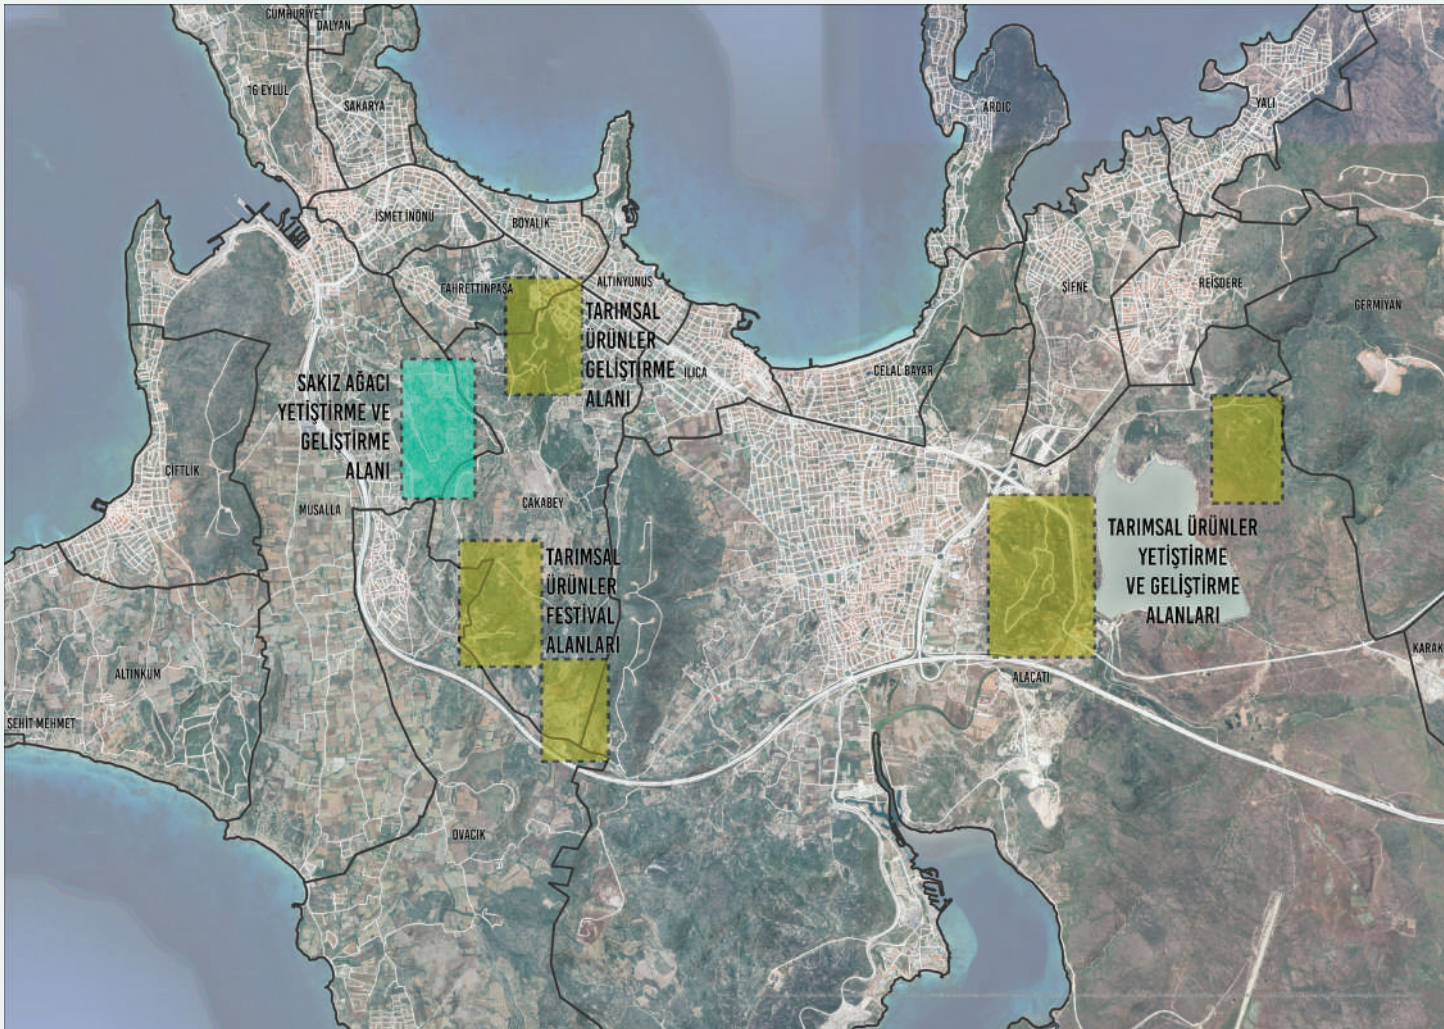 CUMHURİYET
DALYAN
16 EYLÜL
SAKARYA
ARDIÇ
YALI
İSMET İNÖNÜ
BOYALIK
FAHRETTİNPAŞA
ALTINYUNUS
ŞİFNE
REİSDERE
GERMİYAN
TARIMSAL
ÜRÜNLER
GELİŞTİRME
ALANI
ILICA
CELAL BAYAR
SAKIZ AĞACI
YETİŞTİRME VE
GELİŞTİRME
ALANI
ÇİFTLİK
MUSALLA
ÇAKABEY
TARIMSAL ÜRÜNLER
YETİŞTİRME
VE GELİŞTİRME
ALANLARI
TARIMSAL
ÜRÜNLER
FESTİVAL
ALANLARI
ALTINKUM
ALAÇATI
KARAK
ŞEHİT MEHMET
OVACIK